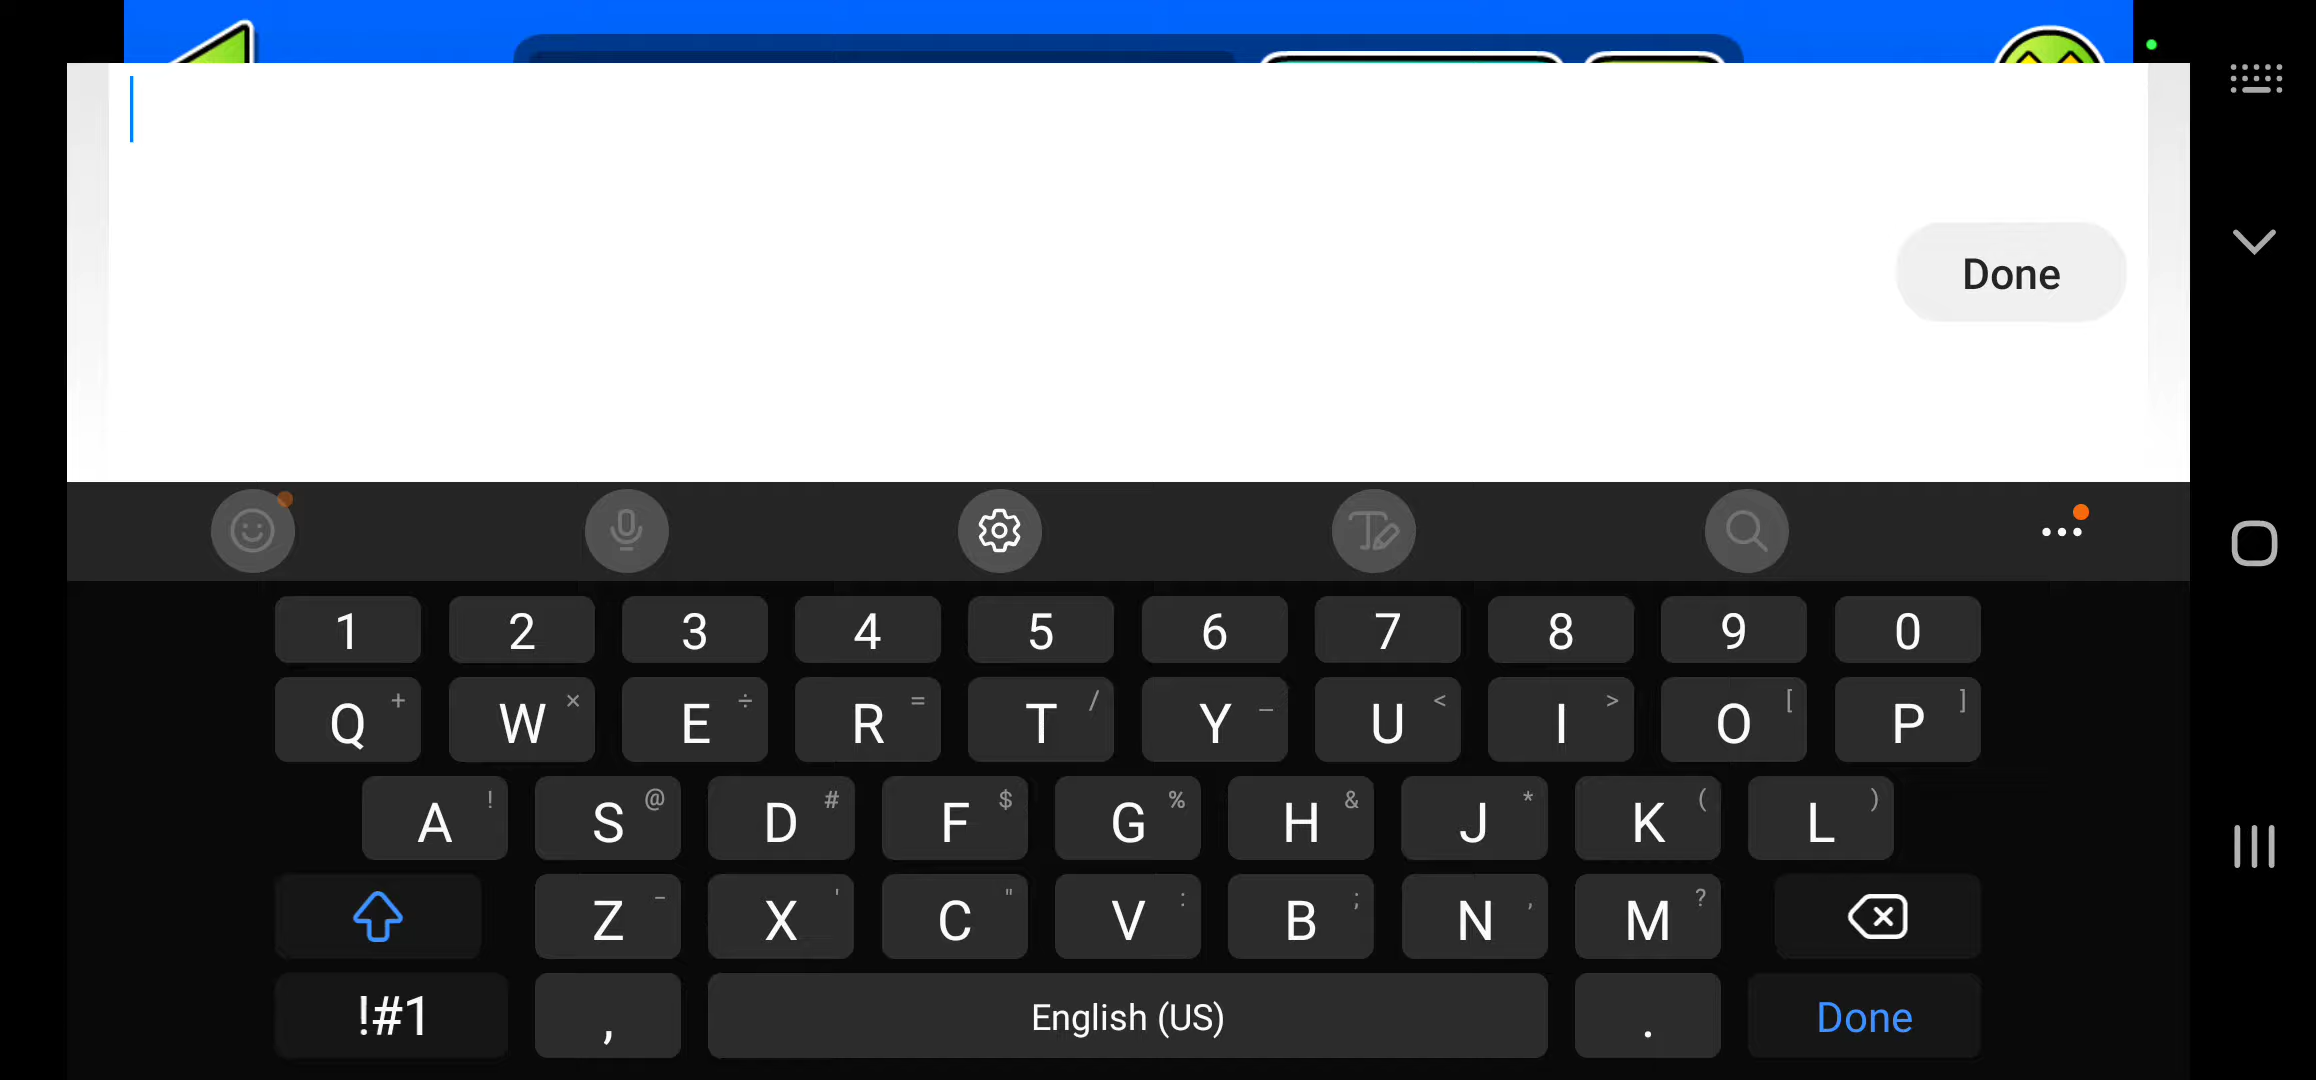 Done
1 2 3 4 5 6 7 8 9 0
Q + W × E ÷ R = T / Y _ U < I > O [ P ]
A ! S @ D # F $ G % H & J * K ( L )
Z - X ' C " V : B ; N , M ?
!#1 , English (US) . Done